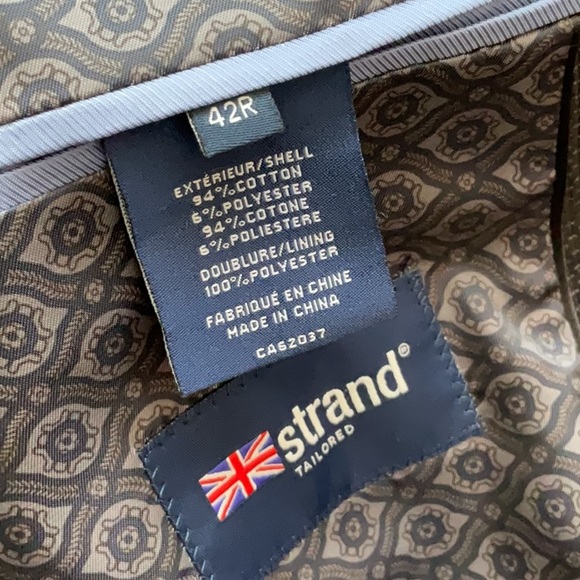 42R
EXTÉRIEUR/SHELL
94%COTTON
6%POLYESTER
94%COTONE
6%POLIESTERE
DOUBLURE/LINING
100%POLYESTER
FABRIQUÉ EN CHINE
MADE IN CHINA
CA52037
strand®
TAILORED